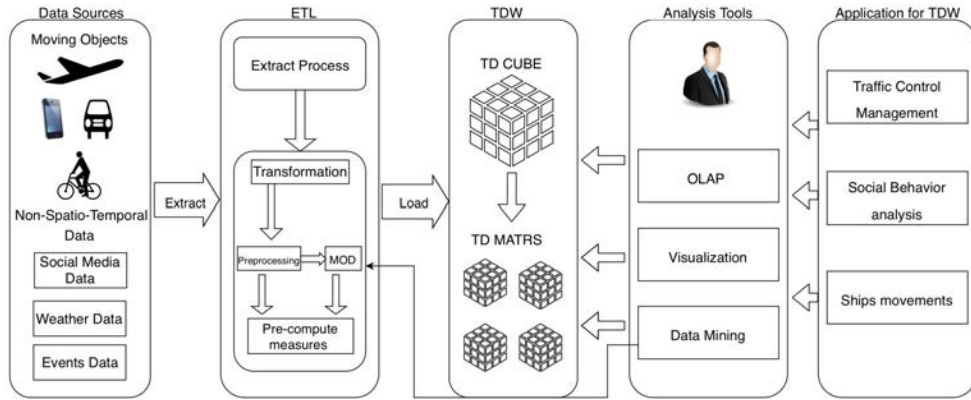 Data Sources
Moving Objects
Non-Spatio-Temporal
Data
Social Media
Data
Weather Data
Events Data
Extract
ETL
Extract Process
Transformation
Preprocessing
MOD
Pre-compute
measures
Load
TDW
TD CUBE
TD MATRS
Analysis Tools
OLAP
Visualization
Data Mining
Application for TDW
Traffic Control
Management
Social Behavior
analysis
Ships movements